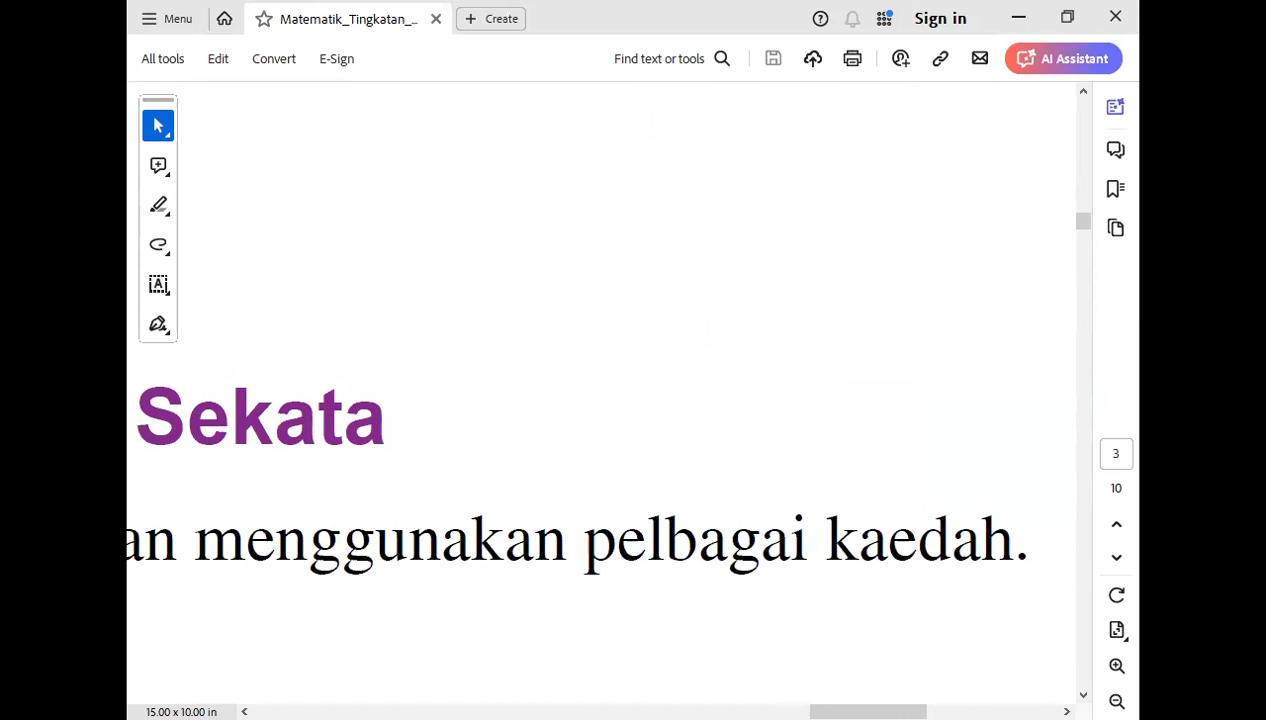 Menu
Matematik_Tingkatan_...
Create
Sign in
All tools
Edit
Convert
E-Sign
Find text or tools
AI Assistant
Sekata
an menggunakan pelbagai kaedah.
3
10
15.00 x 10.00 in